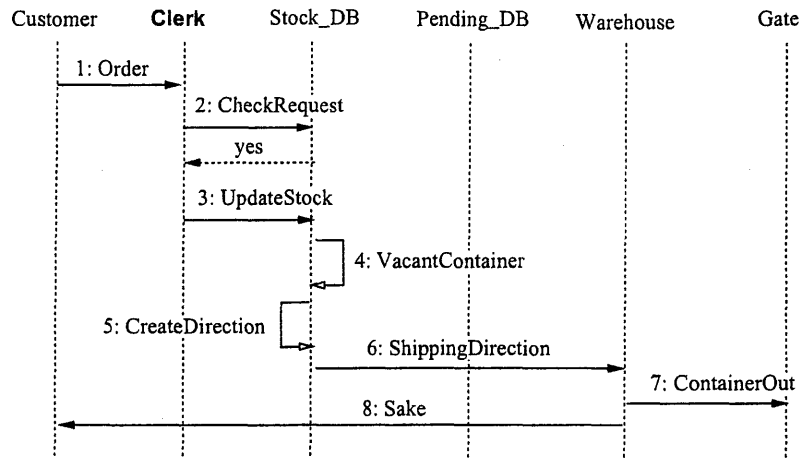 Customer Clerk Stock_DB Pending_DB Warehouse Gate
1: Order
2: CheckRequest
yes
3: UpdateStock
4: VacantContainer
5: CreateDirection
6: ShippingDirection
7: ContainerOut
8: Sake